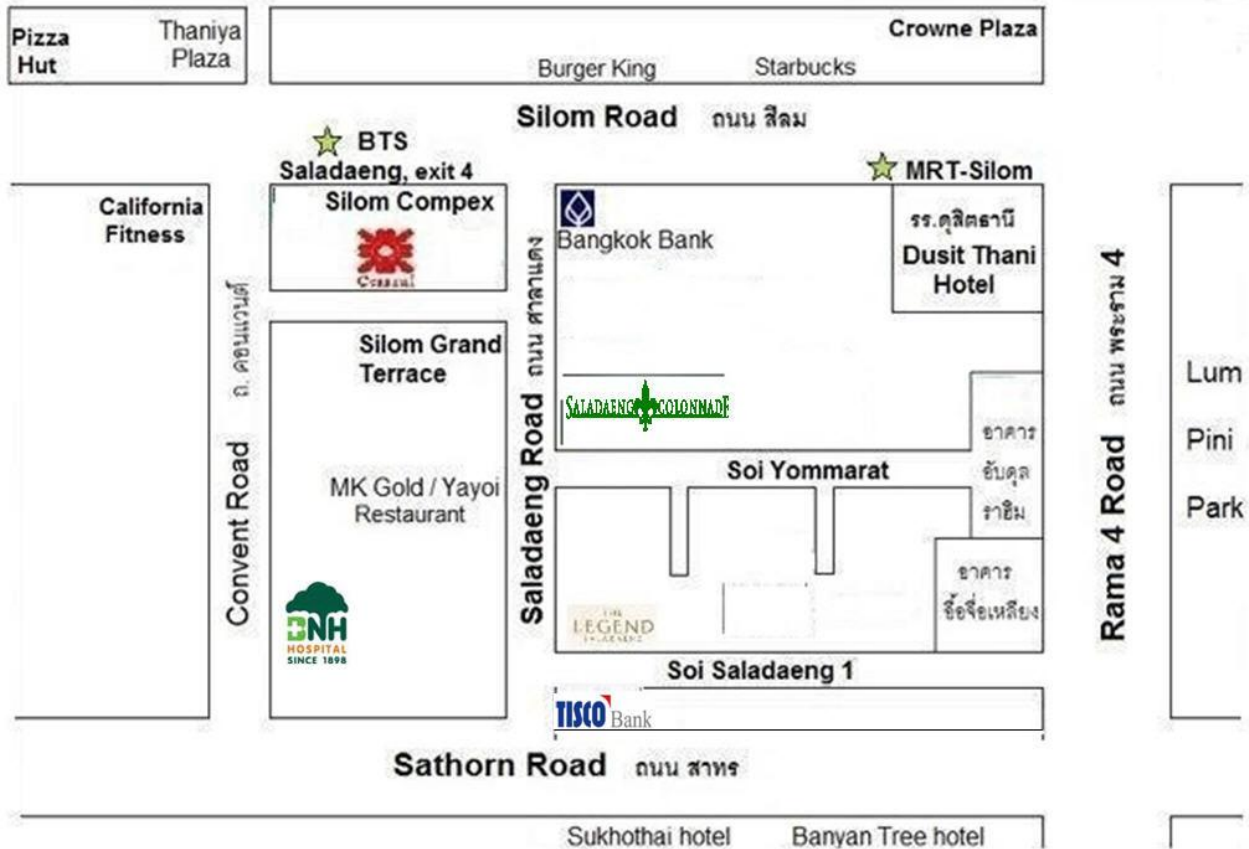 Pizza
Hut
Thaniya
Plaza
Crowne Plaza
Burger King
Starbucks
Silom Road ถนน สีลม
BTS
Saladaeng, exit 4
MRT-Silom
California
Fitness
Silom Compex
Central
Bangkok Bank
รร.ดุสิตธานี
Dusit Thani
Hotel
Convent Road ถ. คอนแวนต์
Silom Grand
Terrace
MK Gold / Yayoi
Restaurant
BNH
HOSPITAL
SINCE 1898
Saladaeng Road ถนน ศาลาแดง
SALADAENG COLONNADE
Soi Yommarat
อาคาร
อับดุล
ราฮิม
อาคาร
อื้อจื่อเหลียง
THE
LEGEND
SALADAENG
Soi Saladaeng 1
TISCO Bank
Rama 4 Road ถนน พระราม 4
Lum
Pini
Park
Sathorn Road ถนน สาทร
Sukhothai hotel
Banyan Tree hotel